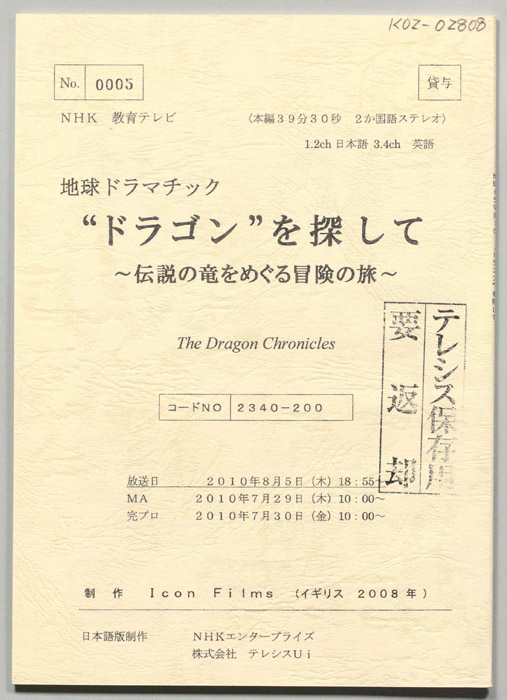 K02-02808
No. 0005
貸与
NHK 教育テレビ
(本編39分30秒 2か国語ステレオ)
1.2ch 日本語 3.4ch 英語
地球ドラマチック
“ドラゴン”を探して
~伝説の竜をめぐる冒険の旅~
The Dragon Chronicles
テレシズ保存用
要返却
コードNO 2340-200
放送日 2010年8月5日(木)18:55~
MA 2010年7月29日(木)10:00~
完プロ 2010年7月30日(金)10:00~
制作 Icon Films (イギリス 2008年)
日本語版制作 NHKエンタープライズ
株式会社 テレシスUi